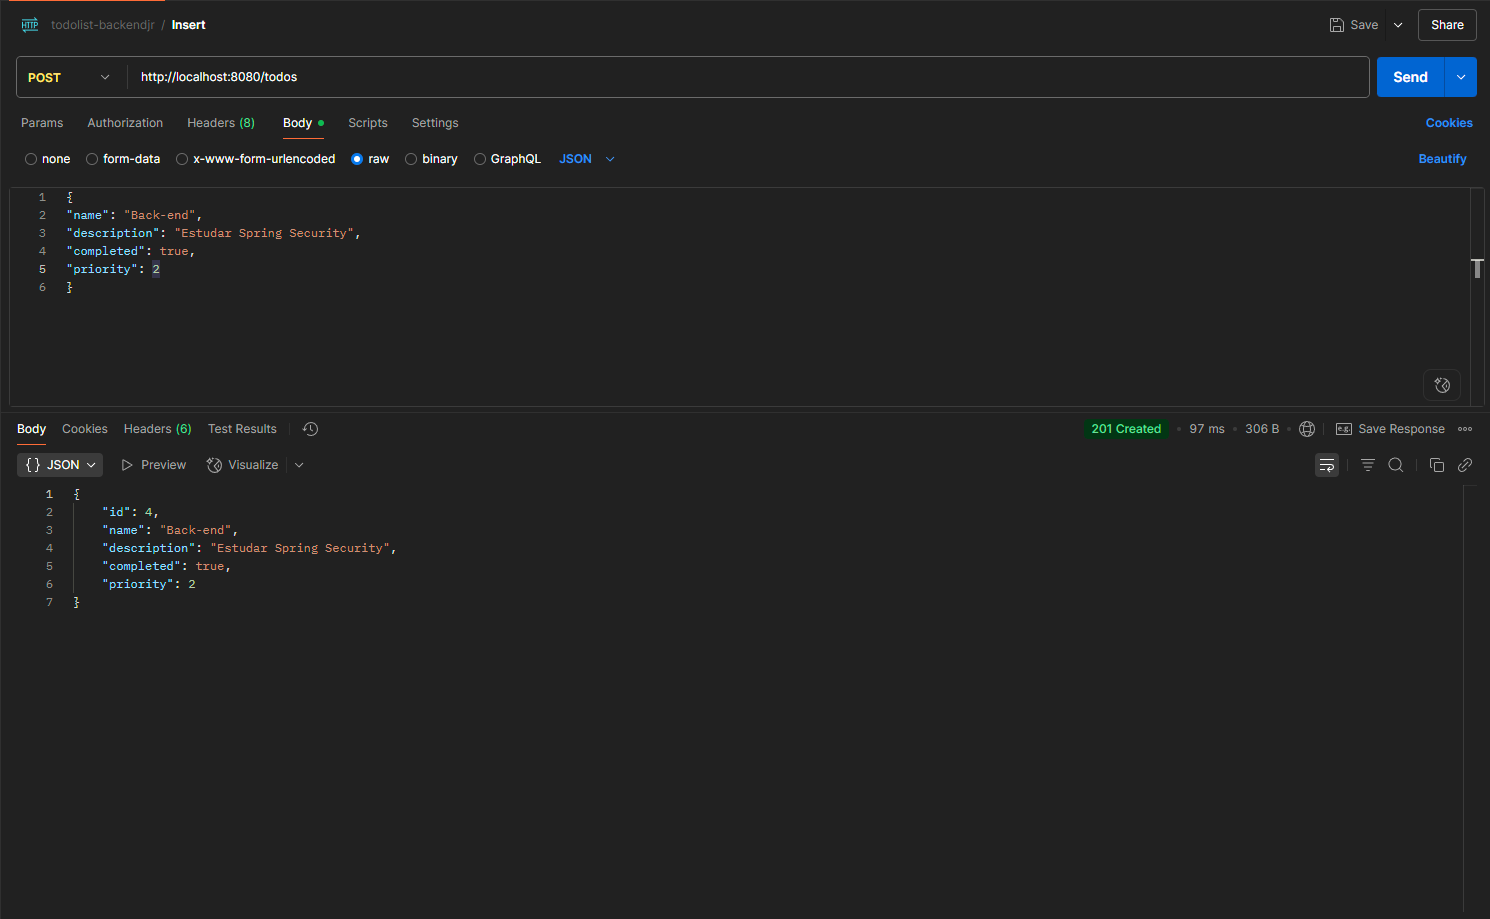 HTTP todolist-backendjr / Insert Save Share
POST http://localhost:8080/todos Send
Params Authorization Headers (8) Body Scripts Settings Cookies
none form-data x-www-form-urlencoded raw binary GraphQL JSON Beautify
1 {
2 "name": "Back-end",
3 "description": "Estudar Spring Security",
4 "completed": true,
5 "priority": 2
6 }
Body Cookies Headers (6) Test Results 201 Created • 97 ms • 306 B • e.g. Save Response
{} JSON Preview Visualize
1 {
2 "id": 4,
3 "name": "Back-end",
4 "description": "Estudar Spring Security",
5 "completed": true,
6 "priority": 2
7 }